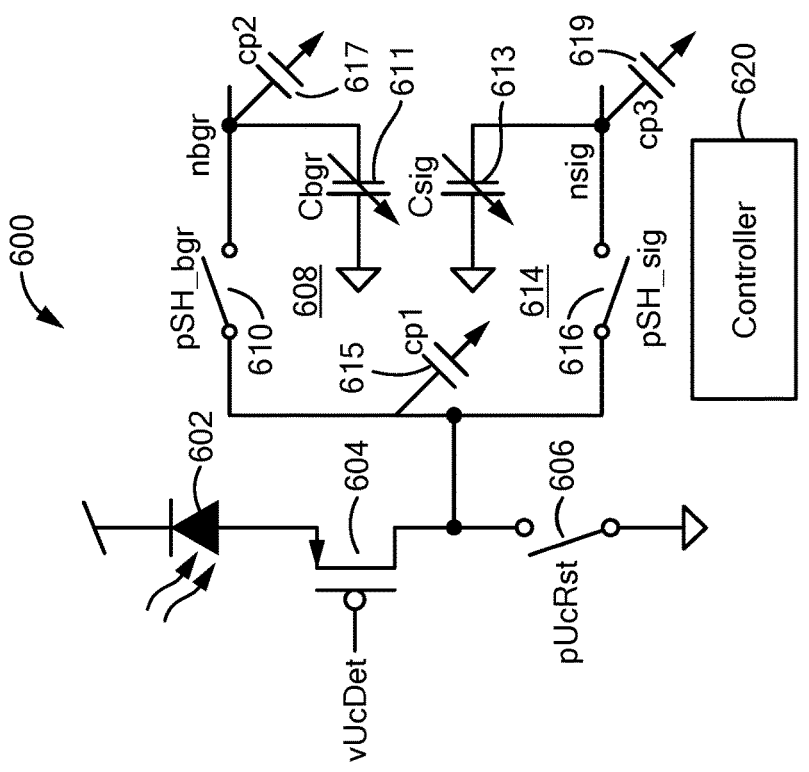 600
nbgr
cp2
617
611
Cbgr
pSH_bgr
610
608
602
604
615
cp1
Csig
613
619
cp3
nsig
614
616
pSH_sig
606
pUcRst
vUcDet
620
Controller